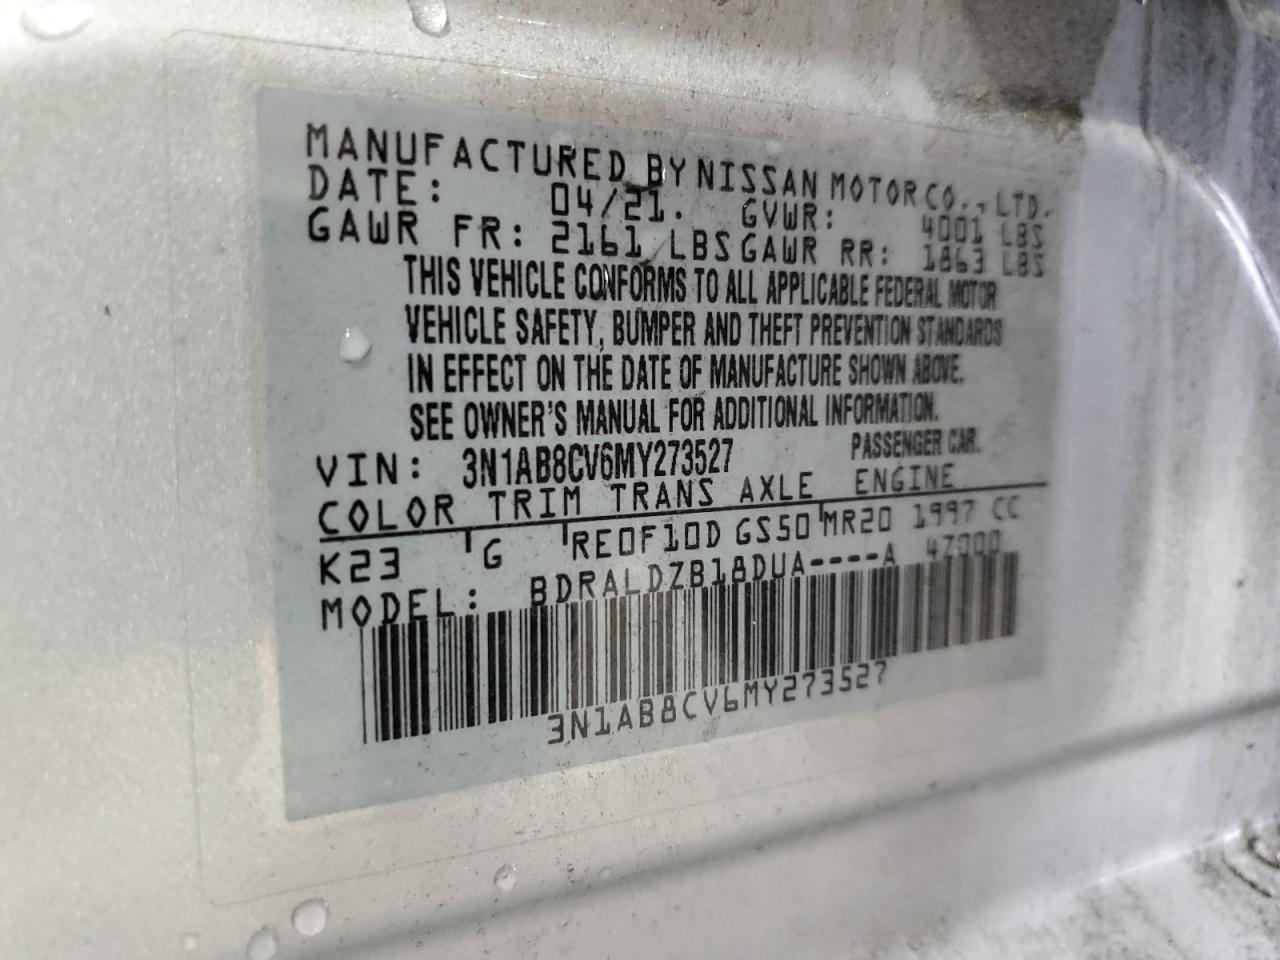 MANUFACTURED BY NISSAN MOTOR CO., LTD.
DATE: 04/21. GVWR: 4001 LBS
GAWR FR: 2161 LBS GAWR RR: 1863 LBS
THIS VEHICLE CONFORMS TO ALL APPLICABLE FEDERAL MOTOR
VEHICLE SAFETY, BUMPER AND THEFT PREVENTION STANDARDS
IN EFFECT ON THE DATE OF MANUFACTURE SHOWN ABOVE.
SEE OWNER'S MANUAL FOR ADDITIONAL INFORMATION.
VIN: 3N1AB8CV6MY273527 PASSENGER CAR.
COLOR TRIM TRANS AXLE ENGINE
K23 G RE0F10D GS50 MR20 1997 CC
MODEL: BDRALDZB18DUA----A 4Z000
3N1AB8CV6MY273527